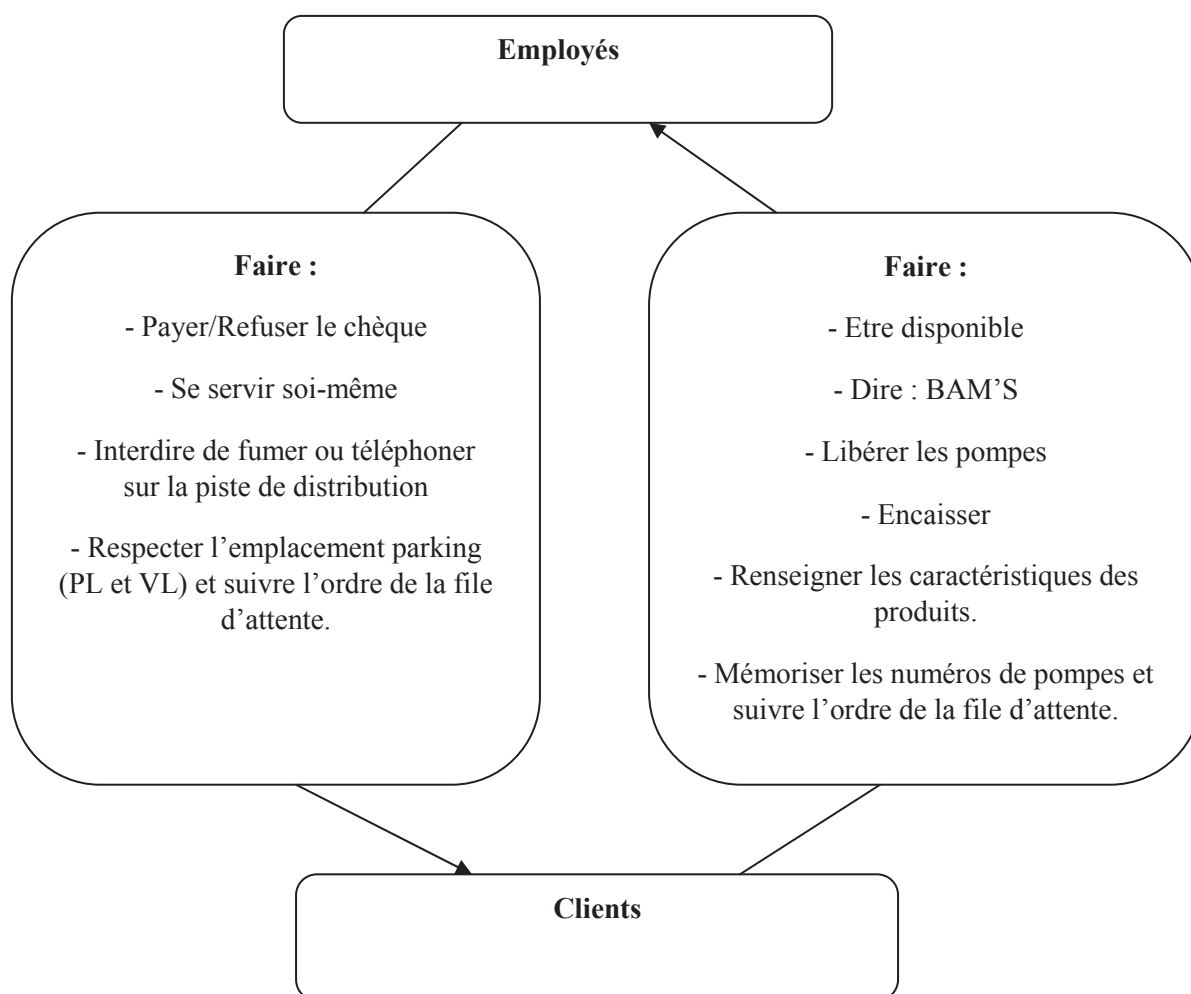 Employés
Faire :
- Payer/Refuser le chèque
- Se servir soi-même
- Interdire de fumer ou téléphoner
sur la piste de distribution
- Respecter l’emplacement parking
(PL et VL) et suivre l’ordre de la file
d’attente.
Faire :
- Etre disponible
- Dire : BAM’S
- Libérer les pompes
- Encaisser
- Renseigner les caractéristiques des
produits.
- Mémoriser les numéros de pompes et
suivre l’ordre de la file d’attente.
Clients